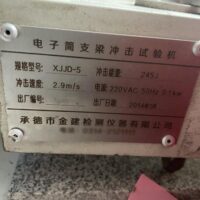 电子简支梁冲击试验机
规格型号: XJJD-5 冲击能量:
冲击速度: 2.9m/s 电源: 220VAC 50Hz
出厂编号: 出厂日期
承德市金建检测仪器有限公司
电话